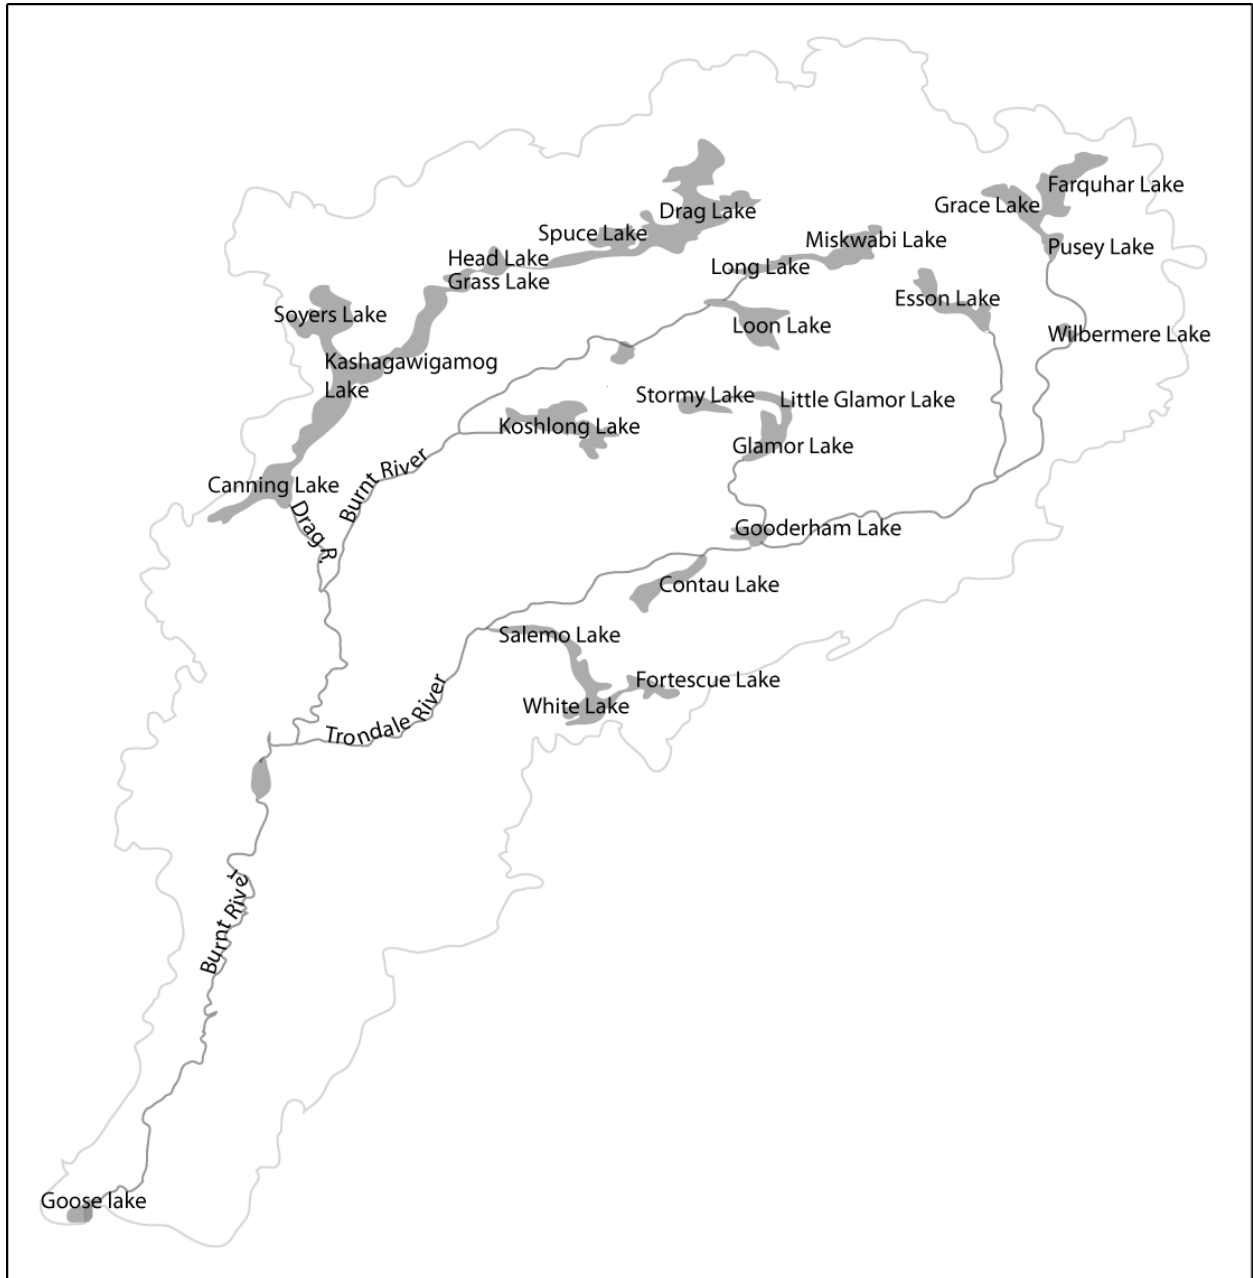 Farquhar Lake
Grace Lake
Drag Lake
Spuce Lake
Miskwabi Lake
Pusey Lake
Head Lake
Long Lake
Grass Lake
Esson Lake
Soyers Lake
Loon Lake
Wilbermere Lake
Kashagawigamog
Lake
Stormy Lake
Little Glamor Lake
Koshlong Lake
Glamor Lake
Burnt River
Canning Lake
Drag R.
Gooderham Lake
Contau Lake
Salemo Lake
Fortescue Lake
White Lake
Trondale River
Burnt River
Goose lake